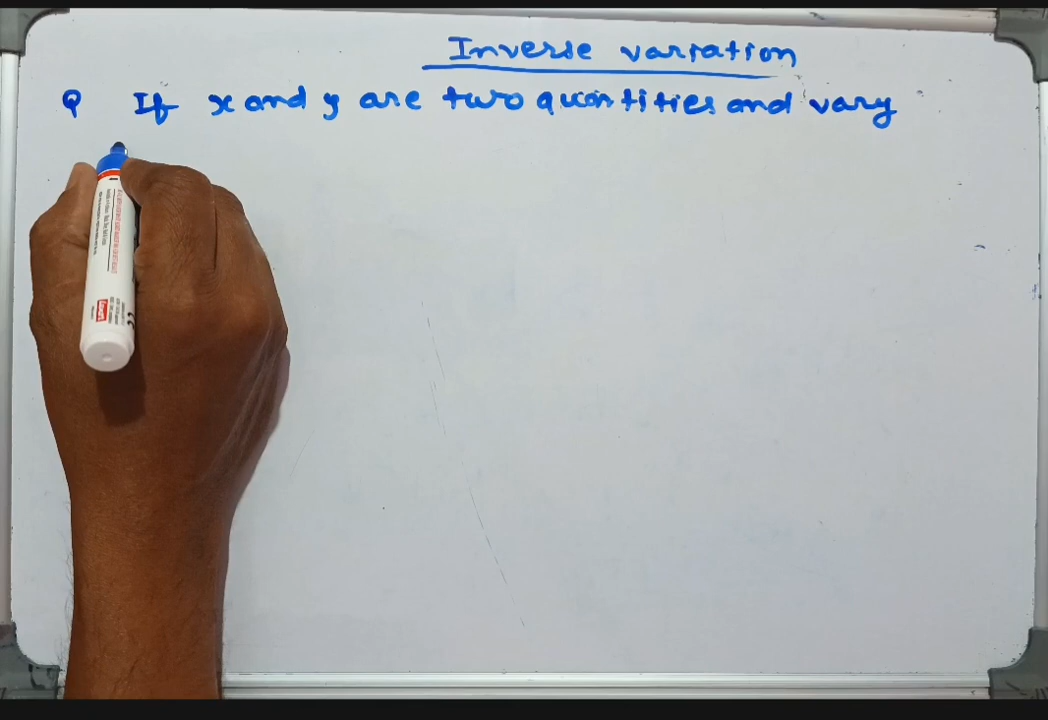 Inverse variation
Q If x and y are two quantities and vary